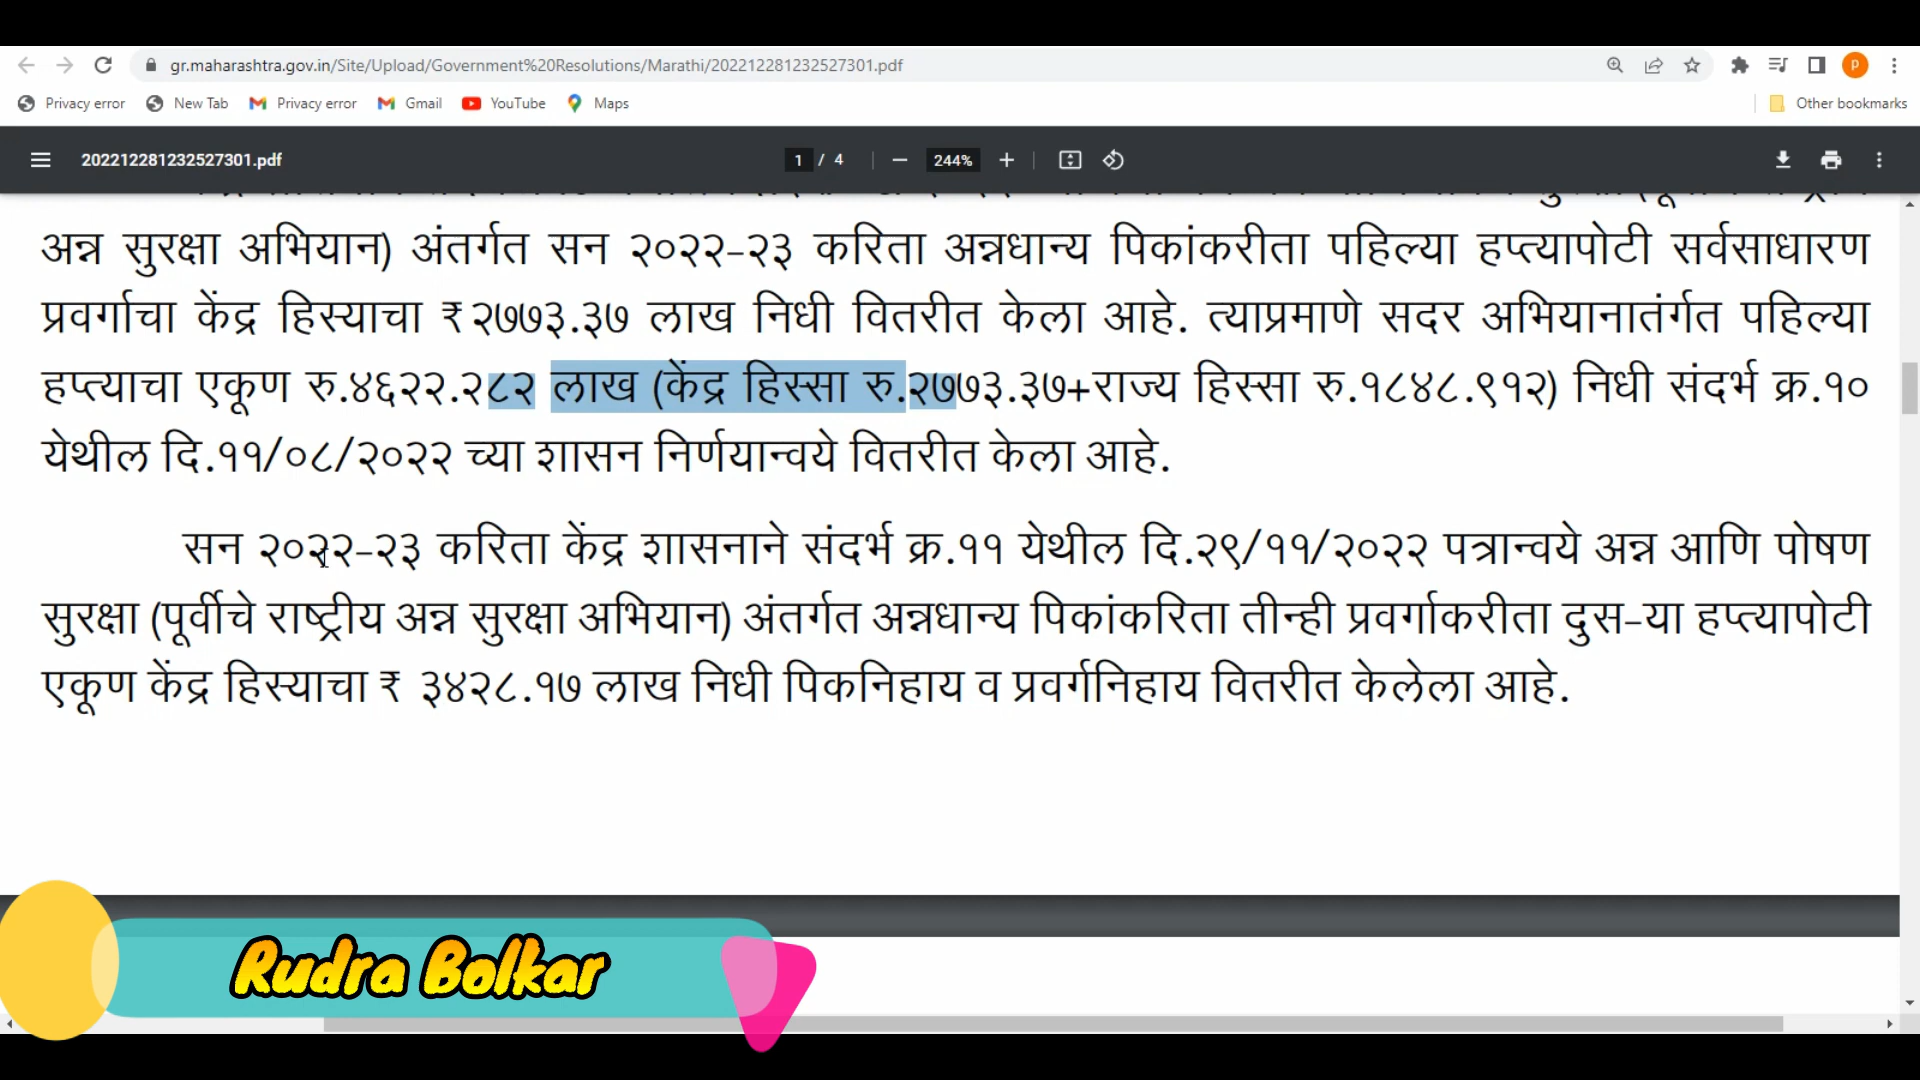 gr.maharashtra.gov.in/Site/Upload/Government%20Resolutions/Marathi/202212281232527301.pdf
P
Privacy error New Tab Privacy error Gmail YouTube Maps Other bookmarks
202212281232527301.pdf 1 / 4 244%
अन्न सुरक्षा अभियान) अंतर्गत सन २०२२-२३ करिता अन्नधान्य पिकांकरीता पहिल्या हप्त्यापोटी सर्वसाधारण
प्रवर्गाचा केंद्र हिस्याचा ₹२७७३.३७ लाख निधी वितरीत केला आहे. त्याप्रमाणे सदर अभियानातंर्गत पहिल्या
हप्त्याचा एकूण रु.४६२२.२८२ लाख (केंद्र हिस्सा रु.२७७३.३७+राज्य हिस्सा रु.१८४८.९१२) निधी संदर्भ क्र.१०
येथील दि.११/०८/२०२२ च्या शासन निर्णयान्वये वितरीत केला आहे.
सन २०२२-२३ करिता केंद्र शासनाने संदर्भ क्र.११ येथील दि.२९/११/२०२२ पत्रान्वये अन्न आणि पोषण
सुरक्षा (पूर्वीचे राष्ट्रीय अन्न सुरक्षा अभियान) अंतर्गत अन्नधान्य पिकांकरिता तीन्ही प्रवर्गाकरीता दुस-या हप्त्यापोटी
एकूण केंद्र हिस्याचा ₹ ३४२८.१७ लाख निधी पिकनिहाय व प्रवर्गनिहाय वितरीत केलेला आहे.
Rudra Bolkar